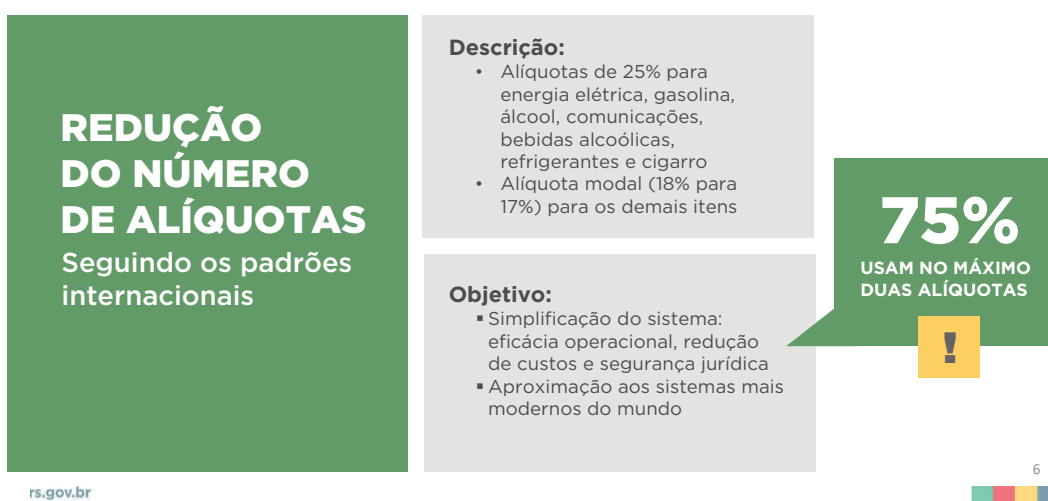 REDUÇÃO
DO NÚMERO
DE ALÍQUOTAS
Seguindo os padrões
internacionais
Descrição:
• Alíquotas de 25% para
energia elétrica, gasolina,
álcool, comunicações,
bebidas alcoólicas,
refrigerantes e cigarro
• Alíquota modal (18% para
17%) para os demais itens
Objetivo:
▪ Simplificação do sistema:
eficácia operacional, redução
de custos e segurança jurídica
▪ Aproximação aos sistemas mais
modernos do mundo
75%
USAM NO MÁXIMO
DUAS ALÍQUOTAS
!
6
rs.gov.br